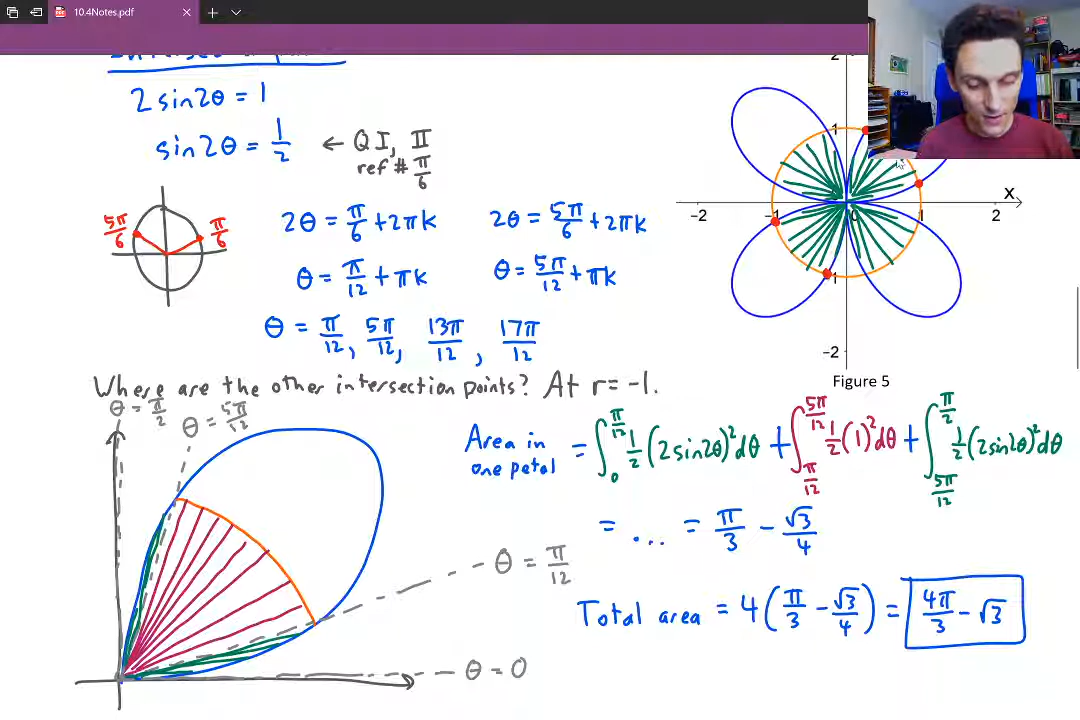 10.4Notes.pdf
2sin2θ = 1
sin2θ = 1/2 ← Q I, II
ref # π/6
5π/6 π/6
2θ = π/6 + 2πk 2θ = 5π/6 + 2πk
θ = π/12 + πk θ = 5π/12 + πk
θ = π/12, 5π/12, 13π/12, 17π/12
Where are the other intersection points? At r = -1.
2
1
x
-2 -1 0 1 2
-1
-2
Figure 5
θ = π/2 θ = 5π/12
θ = π/12
θ = 0
Area in one petal = ∫_0^{π/12} 1/2 (2sin2θ)² dθ + ∫_{π/12}^{5π/12} 1/2 (1)² dθ + ∫_{5π/12}^{π/2} 1/2 (2sin2θ)² dθ
= ... = π/3 - √3/4
Total area = 4(π/3 - √3/4) = 4π/3 - √3